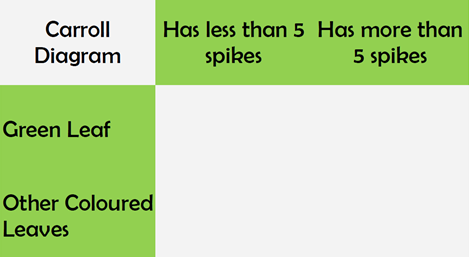 Carroll
Diagram
Has less than 5
spikes
Has more than
5 spikes
Green Leaf
Other Coloured
Leaves